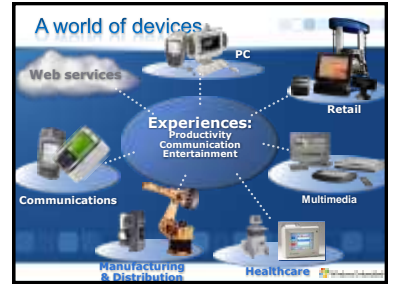 A world of devices
PC
Web services
Retail
Experiences:
Productivity
Communication
Entertainment
Communications
Multimedia
Manufacturing
& Distribution
Healthcare